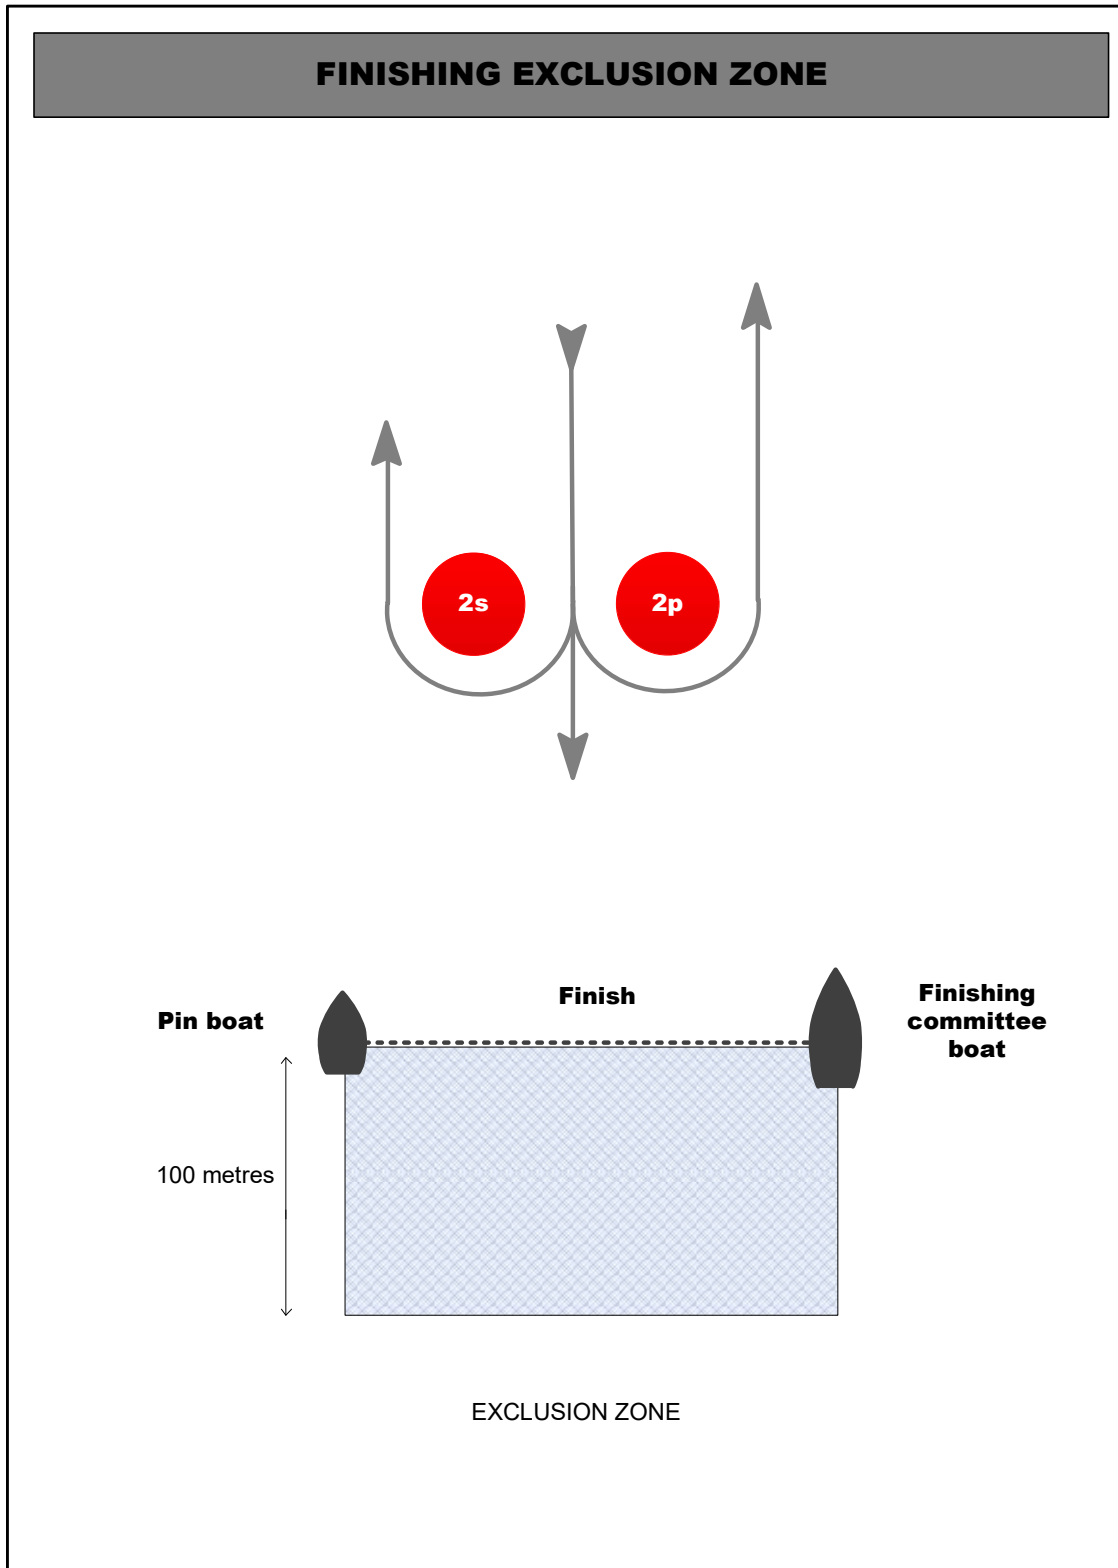 FINISHING EXCLUSION ZONE
2s
2p
Finish
Pin boat
Finishing
committee
boat
100 metres
EXCLUSION ZONE